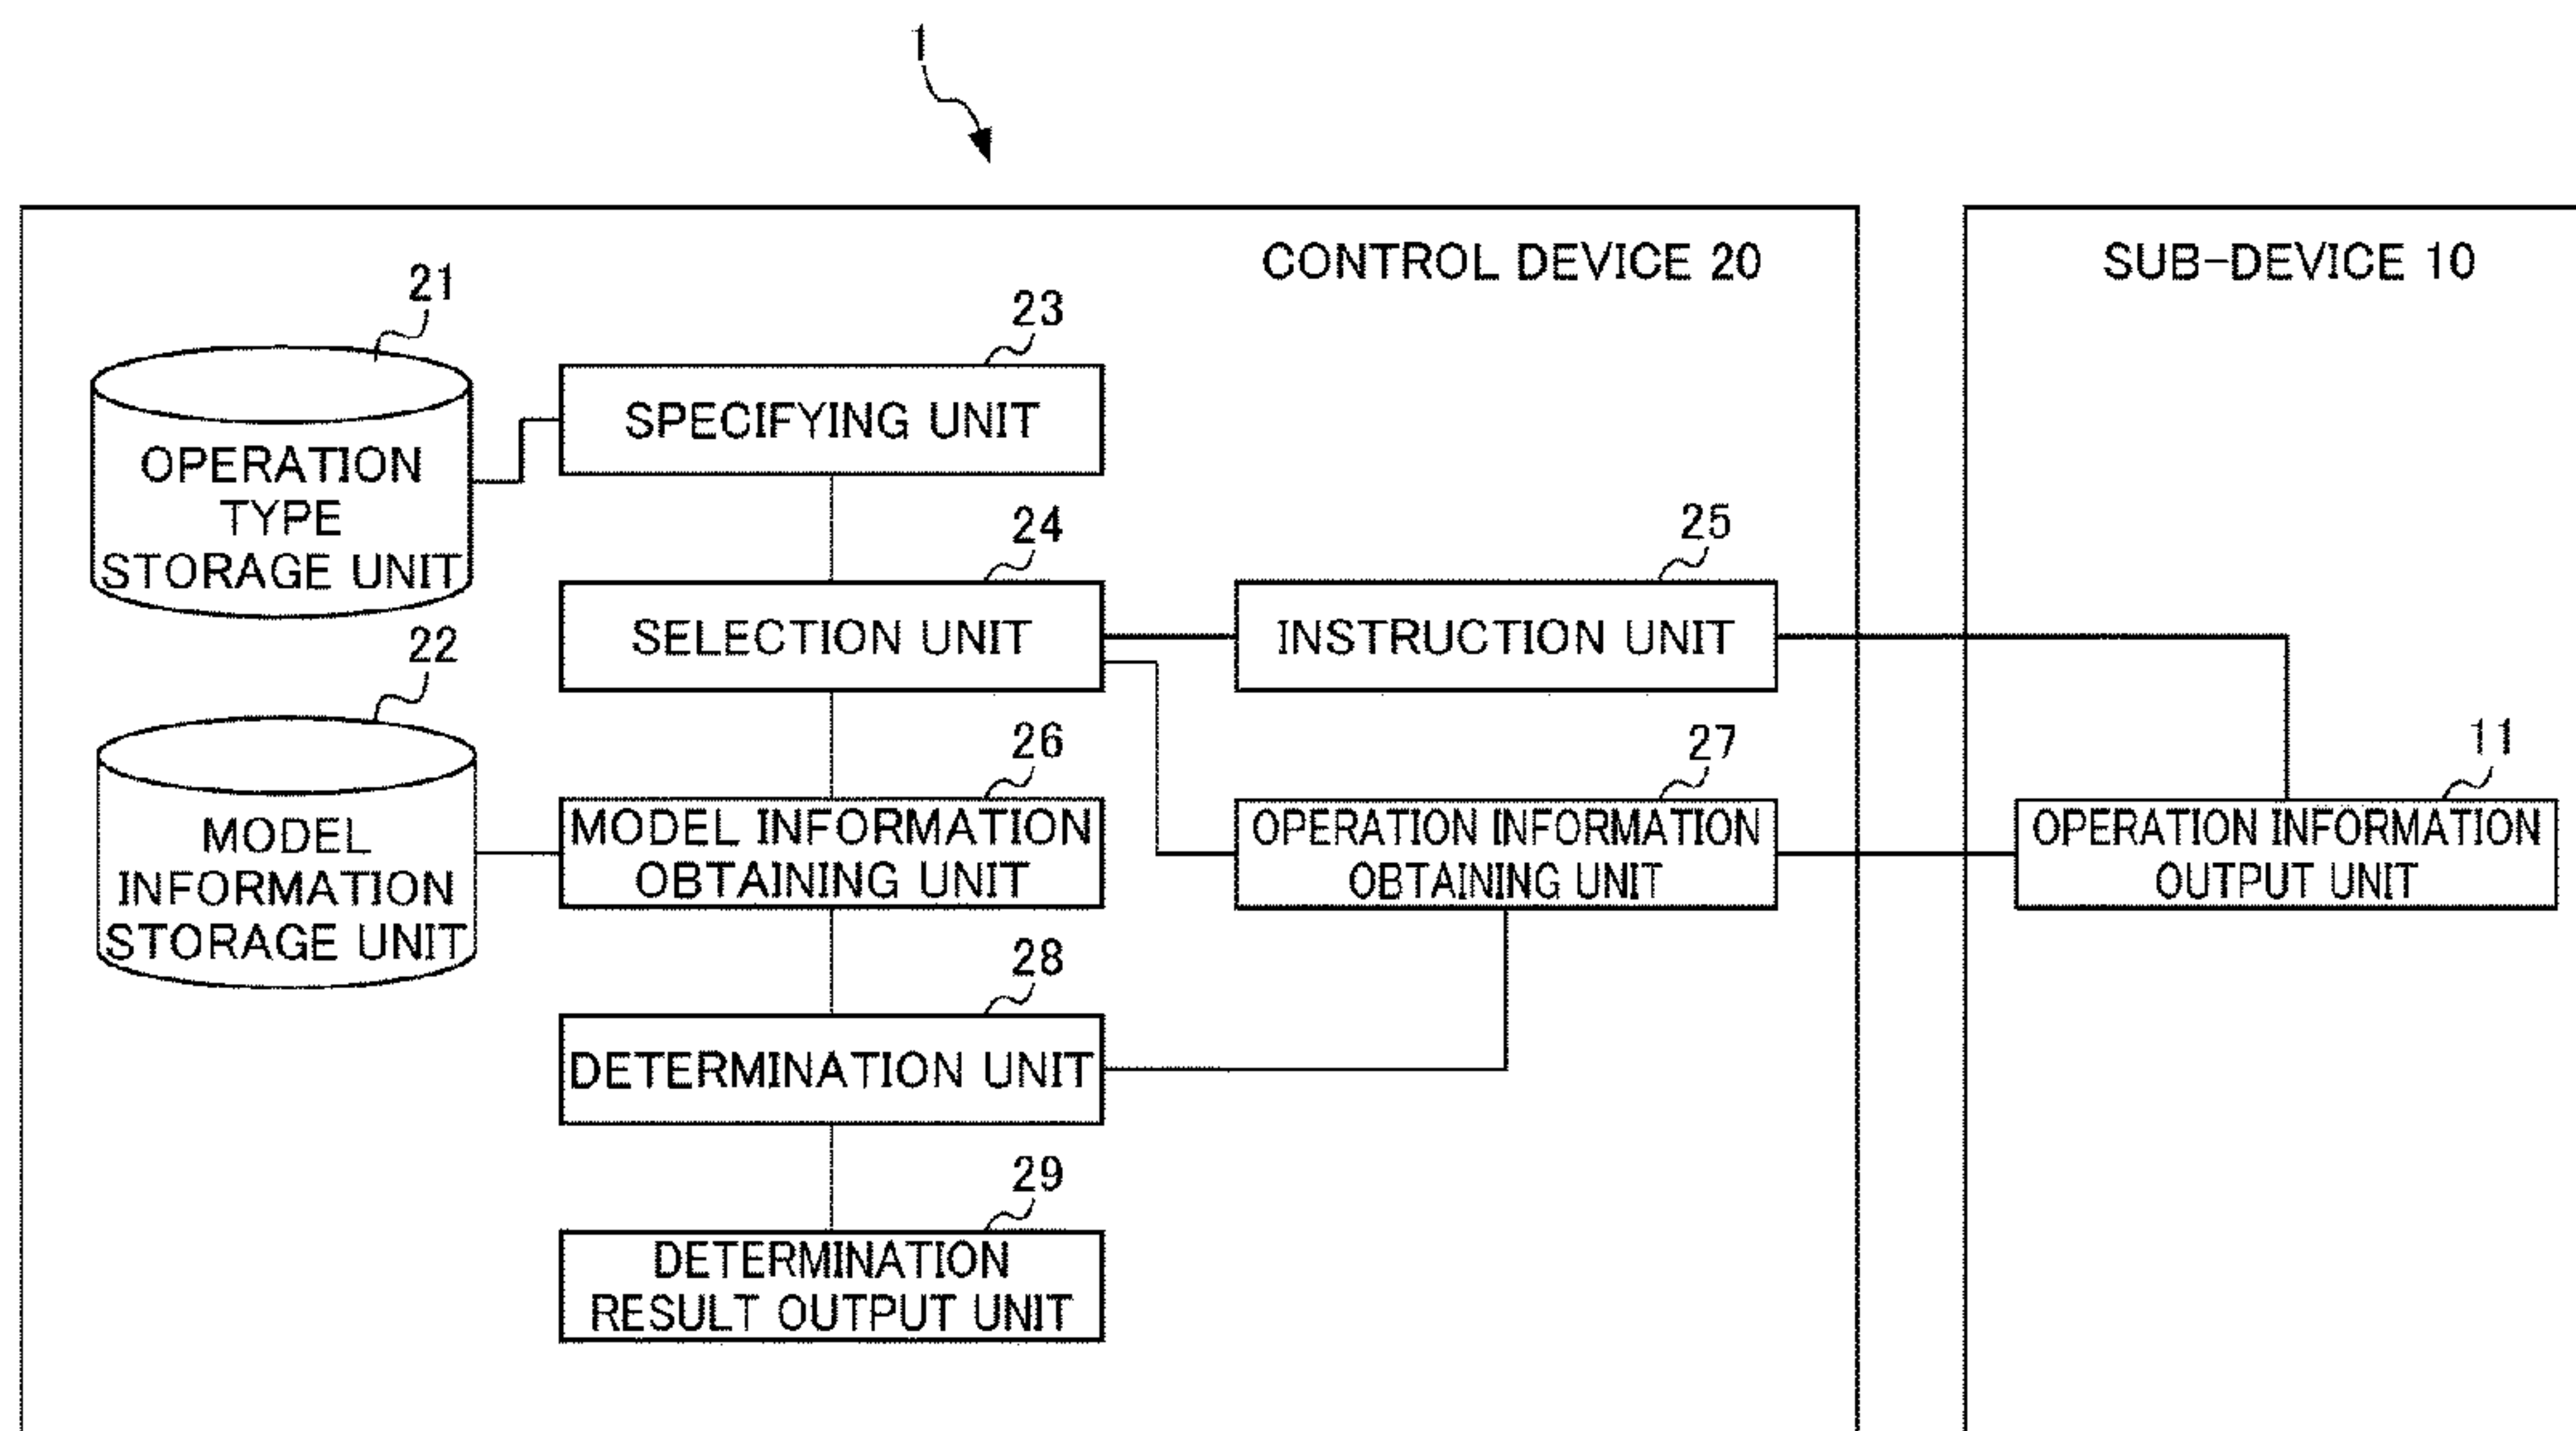 1
CONTROL DEVICE 20
SUB-DEVICE 10
21
OPERATION
TYPE
STORAGE UNIT
23
SPECIFYING UNIT
24
SELECTION UNIT
25
INSTRUCTION UNIT
22
MODEL
INFORMATION
STORAGE UNIT
26
MODEL INFORMATION
OBTAINING UNIT
27
OPERATION INFORMATION
OBTAINING UNIT
11
OPERATION INFORMATION
OUTPUT UNIT
28
DETERMINATION UNIT
29
DETERMINATION
RESULT OUTPUT UNIT